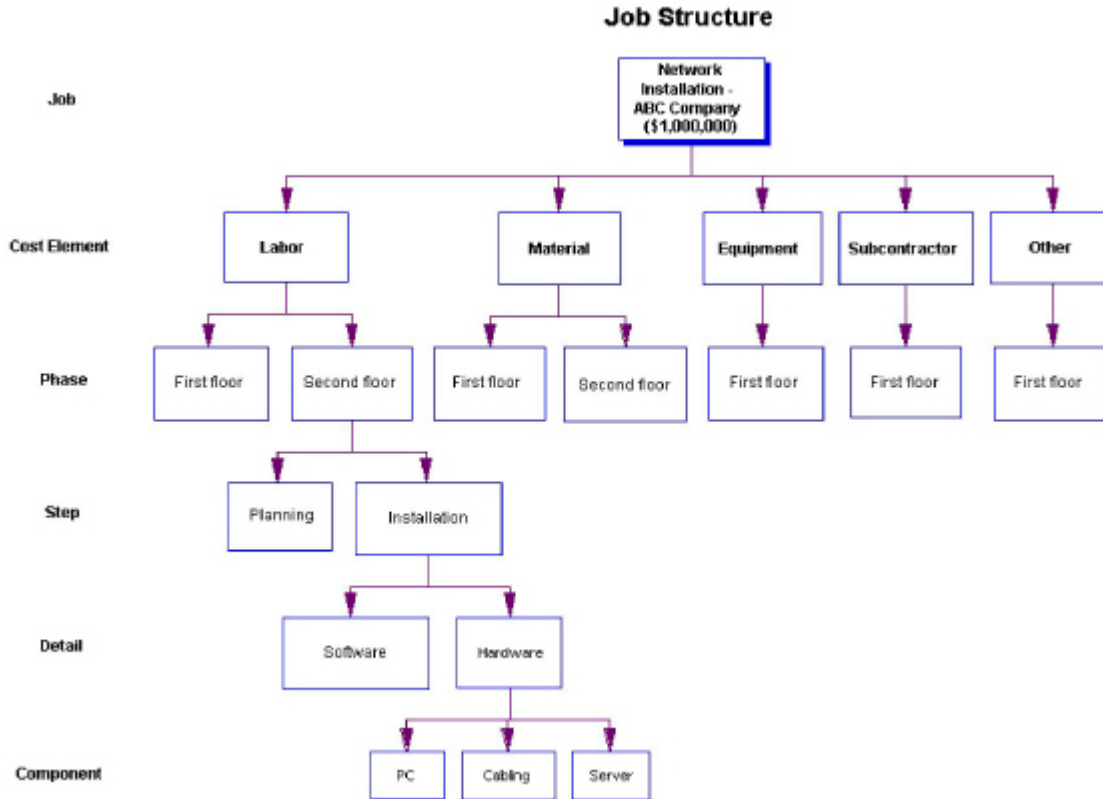 Job Structure
Job
Network
Installation -
ABC Company
($1,000,000)
Cost Element
Labor
Material
Equipment
Subcontractor
Other
Phase
First floor
Second floor
First floor
Second floor
First floor
First floor
First floor
Step
Planning
Installation
Detail
Software
Hardware
Component
PC
Cabling
Server